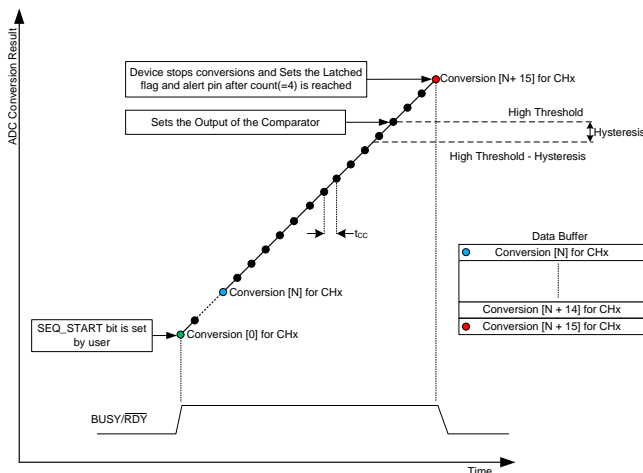 ADC Conversion Result
Device stops conversions and Sets the Latched
flag and alert pin after count(=4) is reached
Conversion [N+ 15] for CHx
Sets the Output of the Comparator
High Threshold
Hysteresis
High Threshold - Hysteresis
tCC
Data Buffer
Conversion [N] for CHx
Conversion [N + 14] for CHx
Conversion [N + 15] for CHx
Conversion [N] for CHx
SEQ_START bit is set
by user
Conversion [0] for CHx
BUSY/RDY
Time